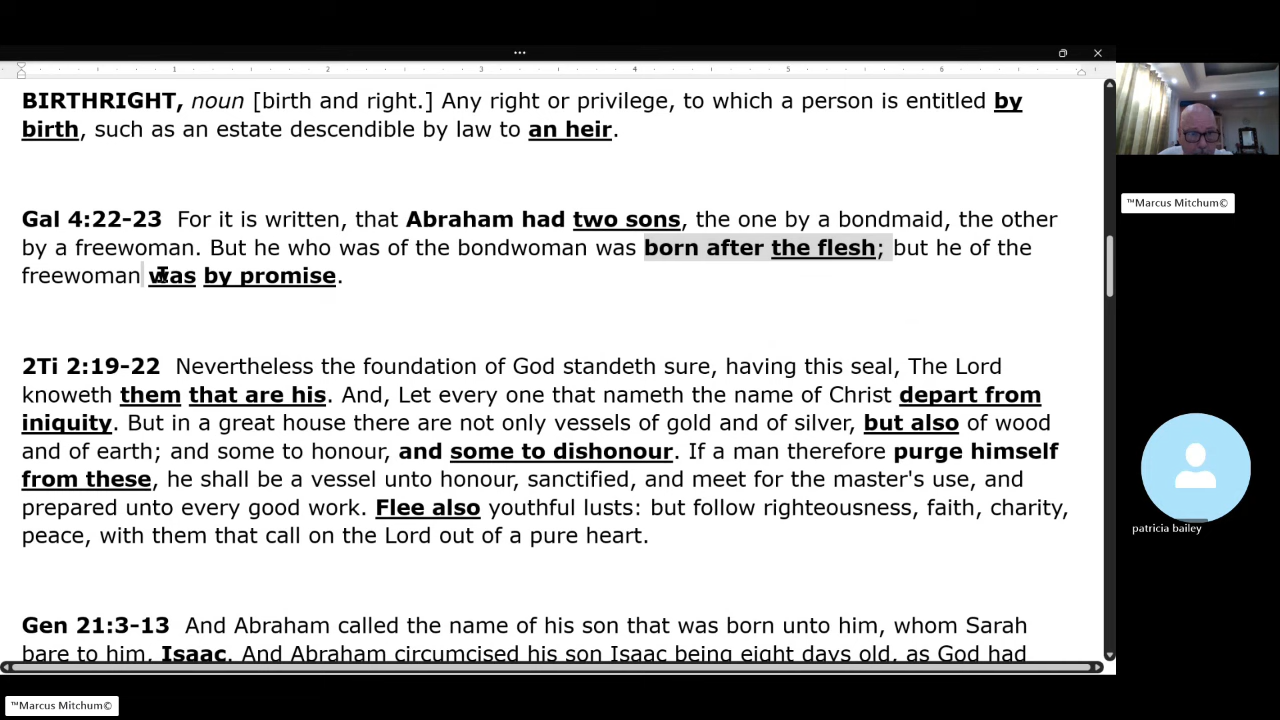 1 2 3 4 5 6
BIRTHRIGHT, noun [birth and right.] Any right or privilege, to which a person is entitled by
birth, such as an estate descendible by law to an heir.
Gal 4:22-23 For it is written, that Abraham had two sons, the one by a bondmaid, the other
by a freewoman. But he who was of the bondwoman was born after the flesh; but he of the
freewoman was by promise.
2Ti 2:19-22 Nevertheless the foundation of God standeth sure, having this seal, The Lord
knoweth them that are his. And, Let every one that nameth the name of Christ depart from
iniquity. But in a great house there are not only vessels of gold and of silver, but also of wood
and of earth; and some to honour, and some to dishonour. If a man therefore purge himself
from these, he shall be a vessel unto honour, sanctified, and meet for the master's use, and
prepared unto every good work. Flee also youthful lusts: but follow righteousness, faith, charity,
peace, with them that call on the Lord out of a pure heart.
Gen 21:3-13 And Abraham called the name of his son that was born unto him, whom Sarah
bare to him, Isaac. And Abraham circumcised his son Isaac being eight days old, as God had
™Marcus Mitchum©
patricia bailey
™Marcus Mitchum©